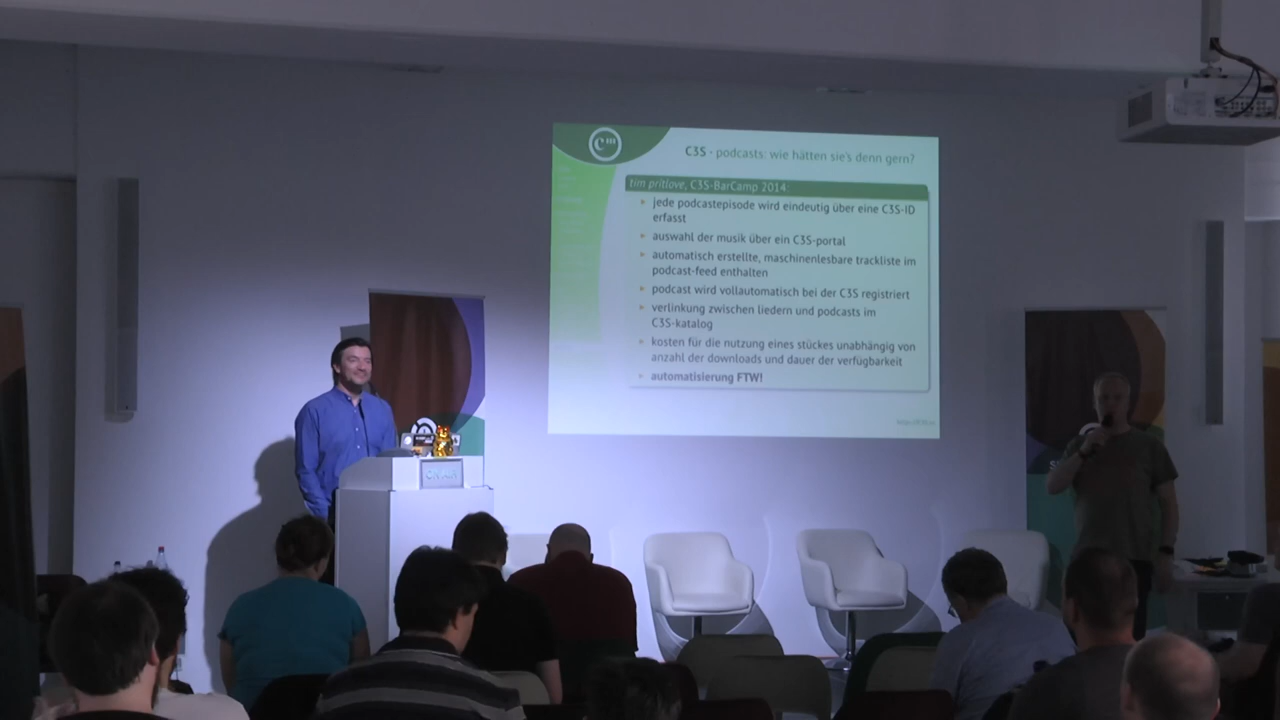 C3S · podcasts: wie hätten sie's denn gern?
tim pritlove, C3S-BarCamp 2014:
jede podcastepisode wird eindeutig über eine C3S-ID
erfasst
auswahl der musik über ein C3S-portal
automatisch erstellte, maschinenlesbare trackliste im
podcast-feed enthalten
podcast wird vollautomatisch bei der C3S registriert
verlinkung zwischen liedern und podcasts im
C3S-katalog
kosten für die nutzung eines stückes unabhängig von
anzahl der downloads und dauer der verfügbarkeit
automatisierung FTW!